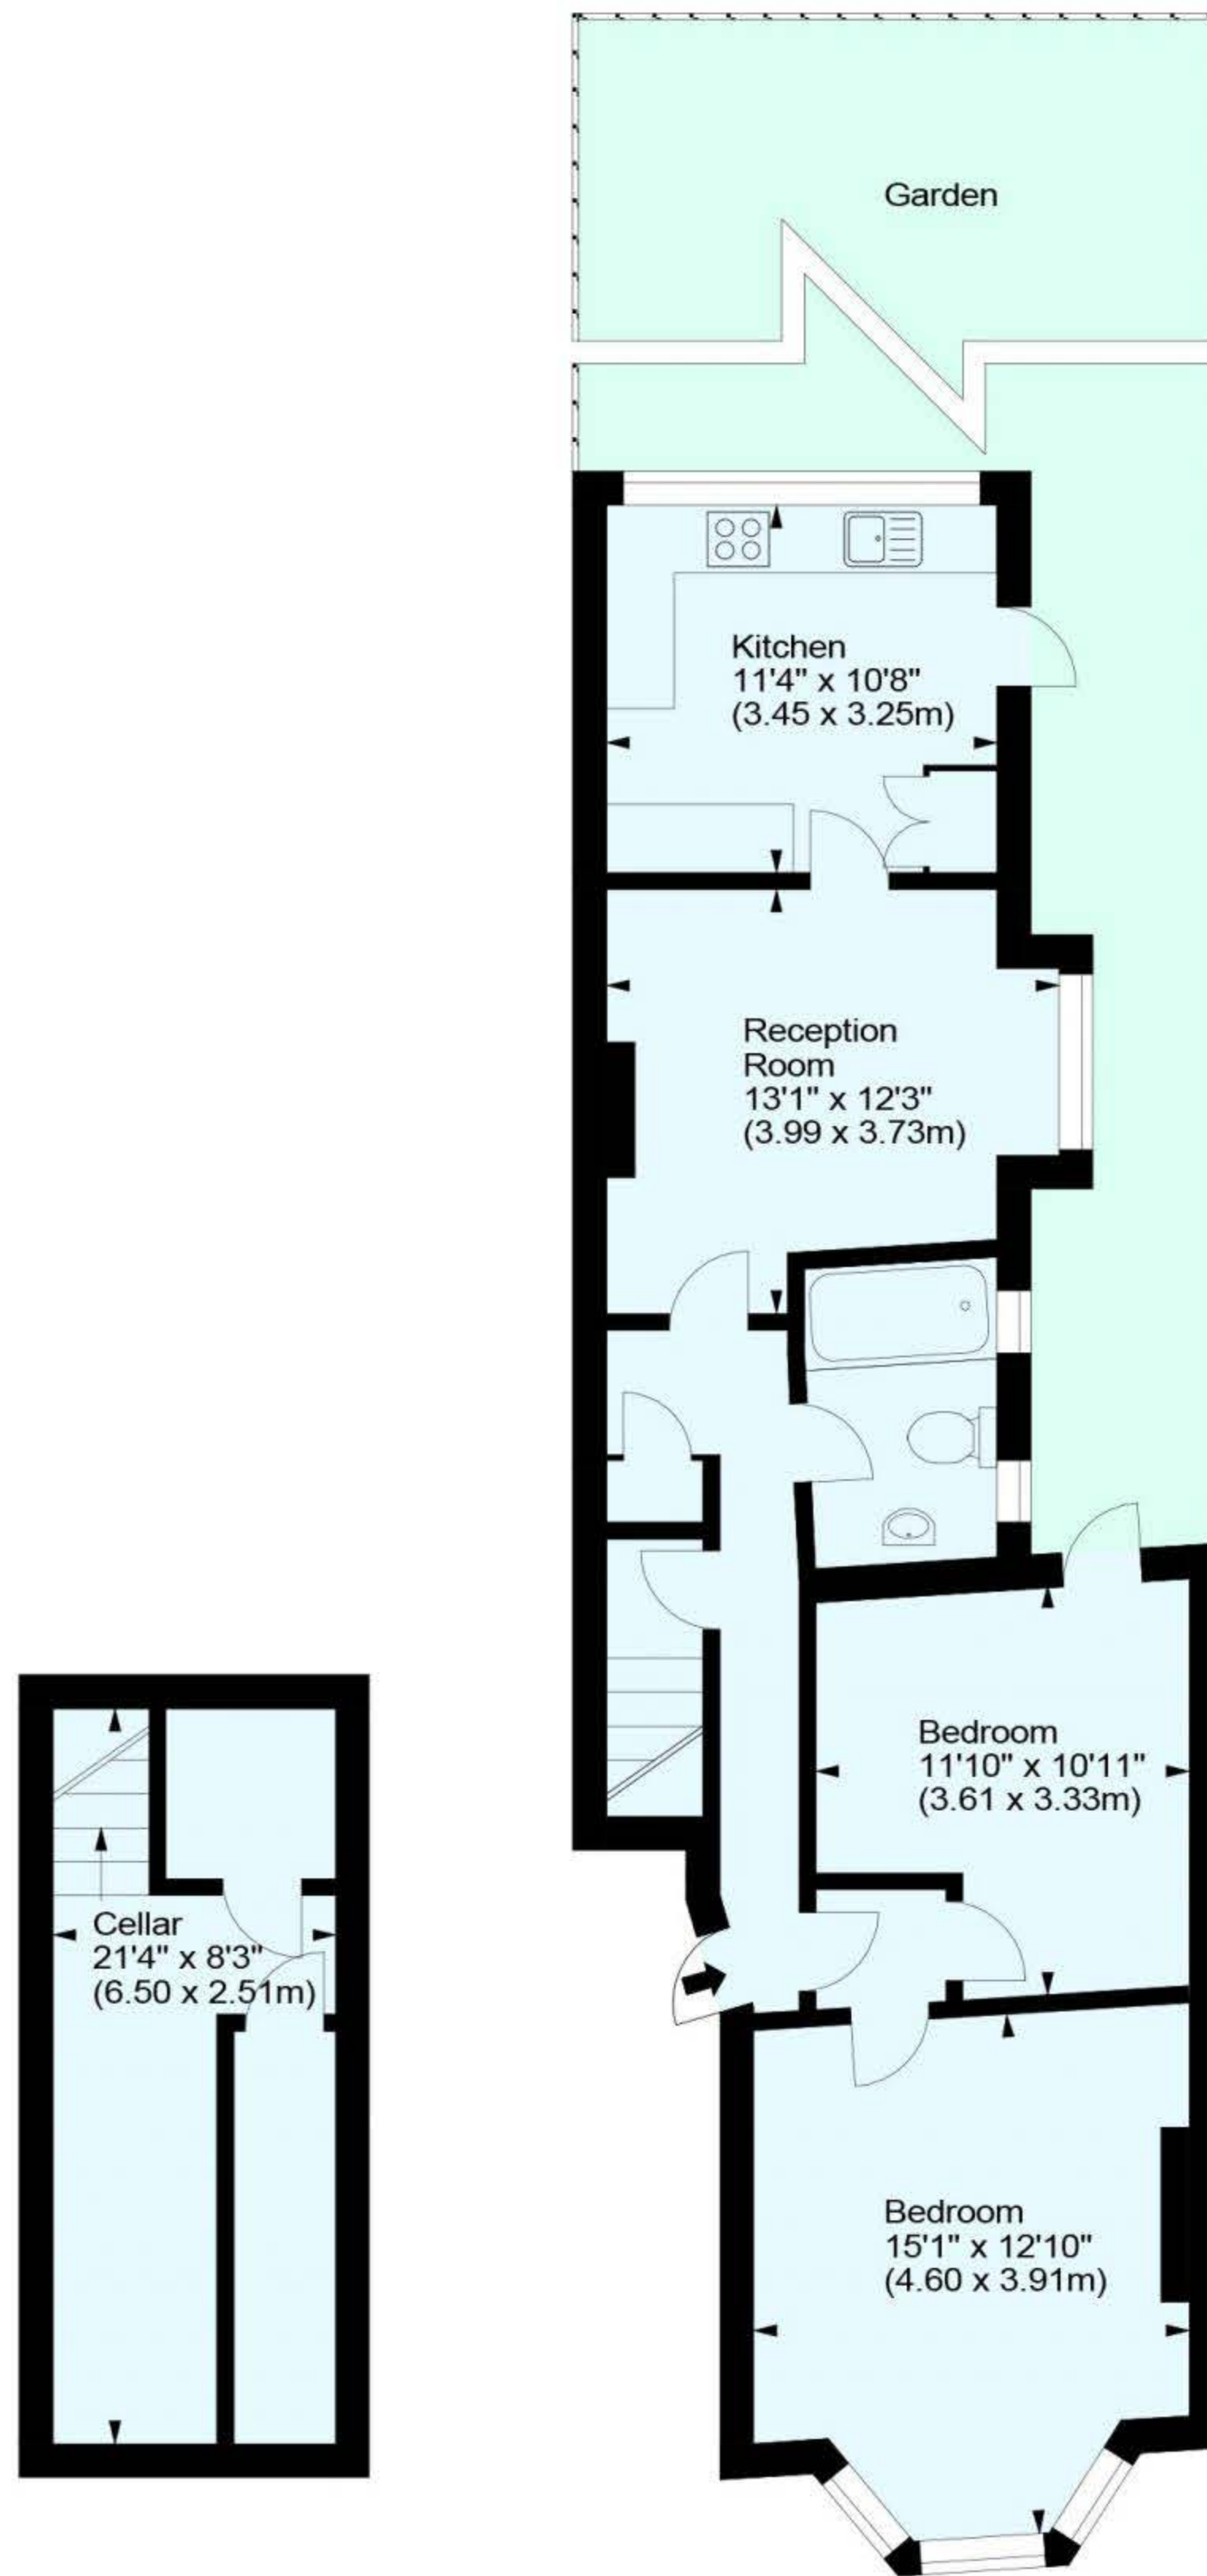 Garden
Kitchen
11'4" x 10'8"
(3.45 x 3.25m)
Reception
Room
13'1" x 12'3"
(3.99 x 3.73m)
Bedroom
11'10" x 10'11"
(3.61 x 3.33m)
Cellar
21'4" x 8'3"
(6.50 x 2.51m)
Bedroom
15'1" x 12'10"
(4.60 x 3.91m)